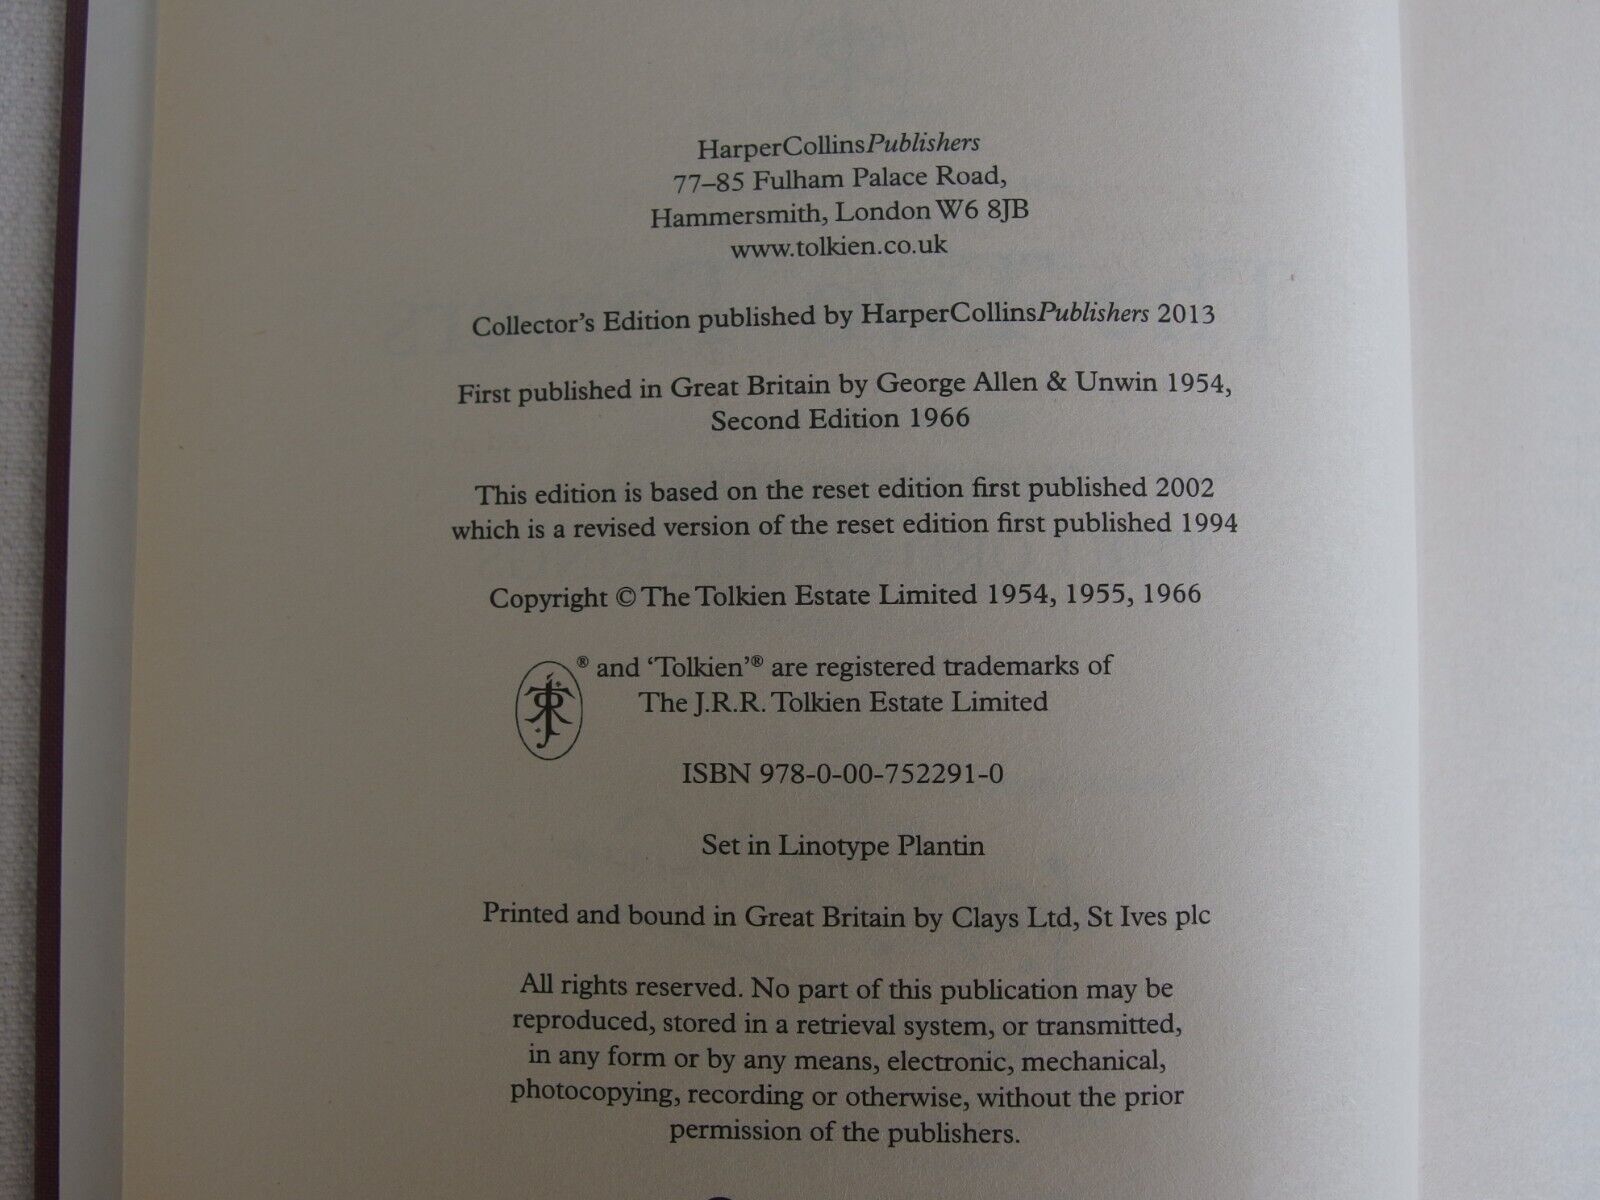 HarperCollinsPublishers
77–85 Fulham Palace Road,
Hammersmith, London W6 8JB
www.tolkien.co.uk
Collector’s Edition published by HarperCollinsPublishers 2013
First published in Great Britain by George Allen & Unwin 1954,
Second Edition 1966
This edition is based on the reset edition first published 2002
which is a revised version of the reset edition first published 1994
Copyright © The Tolkien Estate Limited 1954, 1955, 1966
® and ‘Tolkien’® are registered trademarks of
The J.R.R. Tolkien Estate Limited
ISBN 978-0-00-752291-0
Set in Linotype Plantin
Printed and bound in Great Britain by Clays Ltd, St Ives plc
All rights reserved. No part of this publication may be
reproduced, stored in a retrieval system, or transmitted,
in any form or by any means, electronic, mechanical,
photocopying, recording or otherwise, without the prior
permission of the publishers.